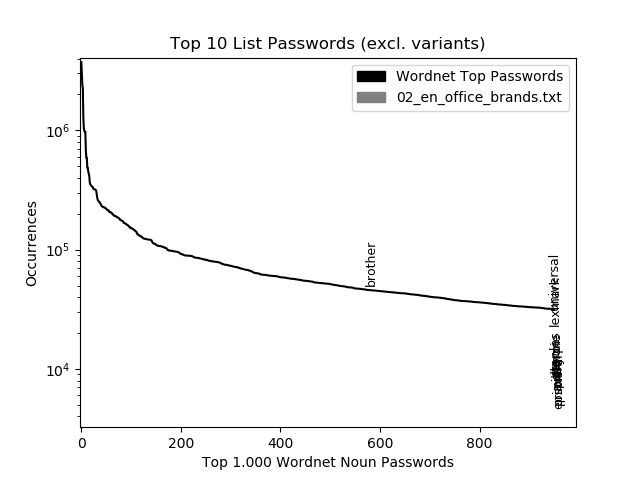 Top 10 List Passwords (excl. variants)
Wordnet Top Passwords
02_en_office_brands.txt
Occurrences
10^6
10^5
10^4
brother
universal
lexmark
0 200 400 600 800
Top 1.000 Wordnet Noun Passwords